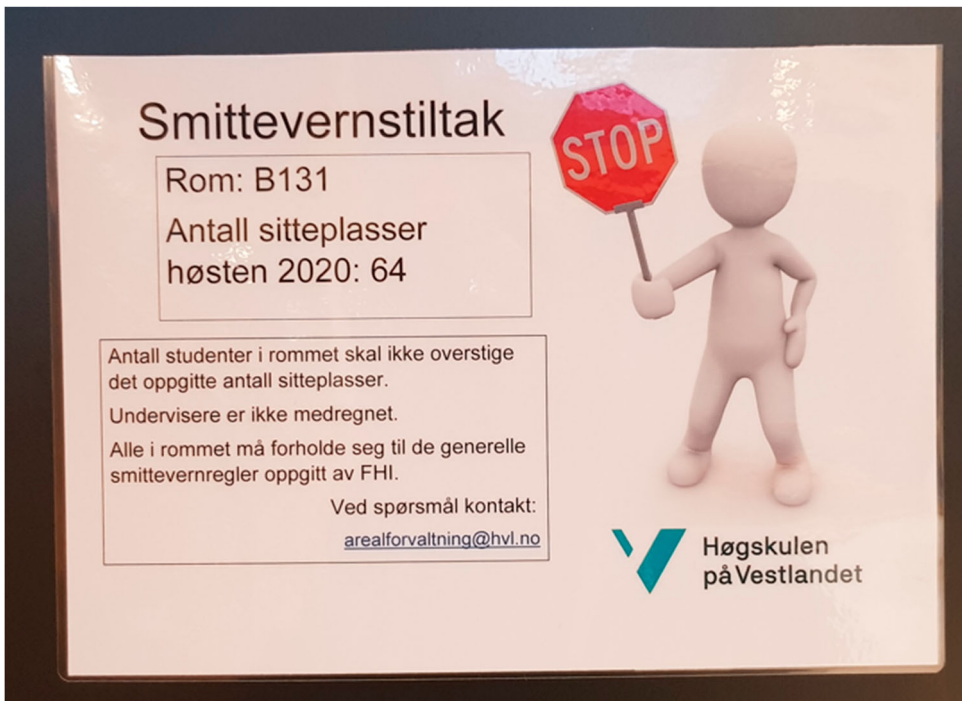 Smittevernstiltak
STOP
Rom: B131
Antall sitteplasser
høsten 2020: 64
Antall studenter i rommet skal ikke overstige
det oppgitte antall sitteplasser.
Undervisere er ikke medregnet.
Alle i rommet må forholde seg til de generelle
smittevernregler oppgitt av FHI.
Ved spørsmål kontakt:
arealforvaltning@hvl.no
Høgskulen
på Vestlandet